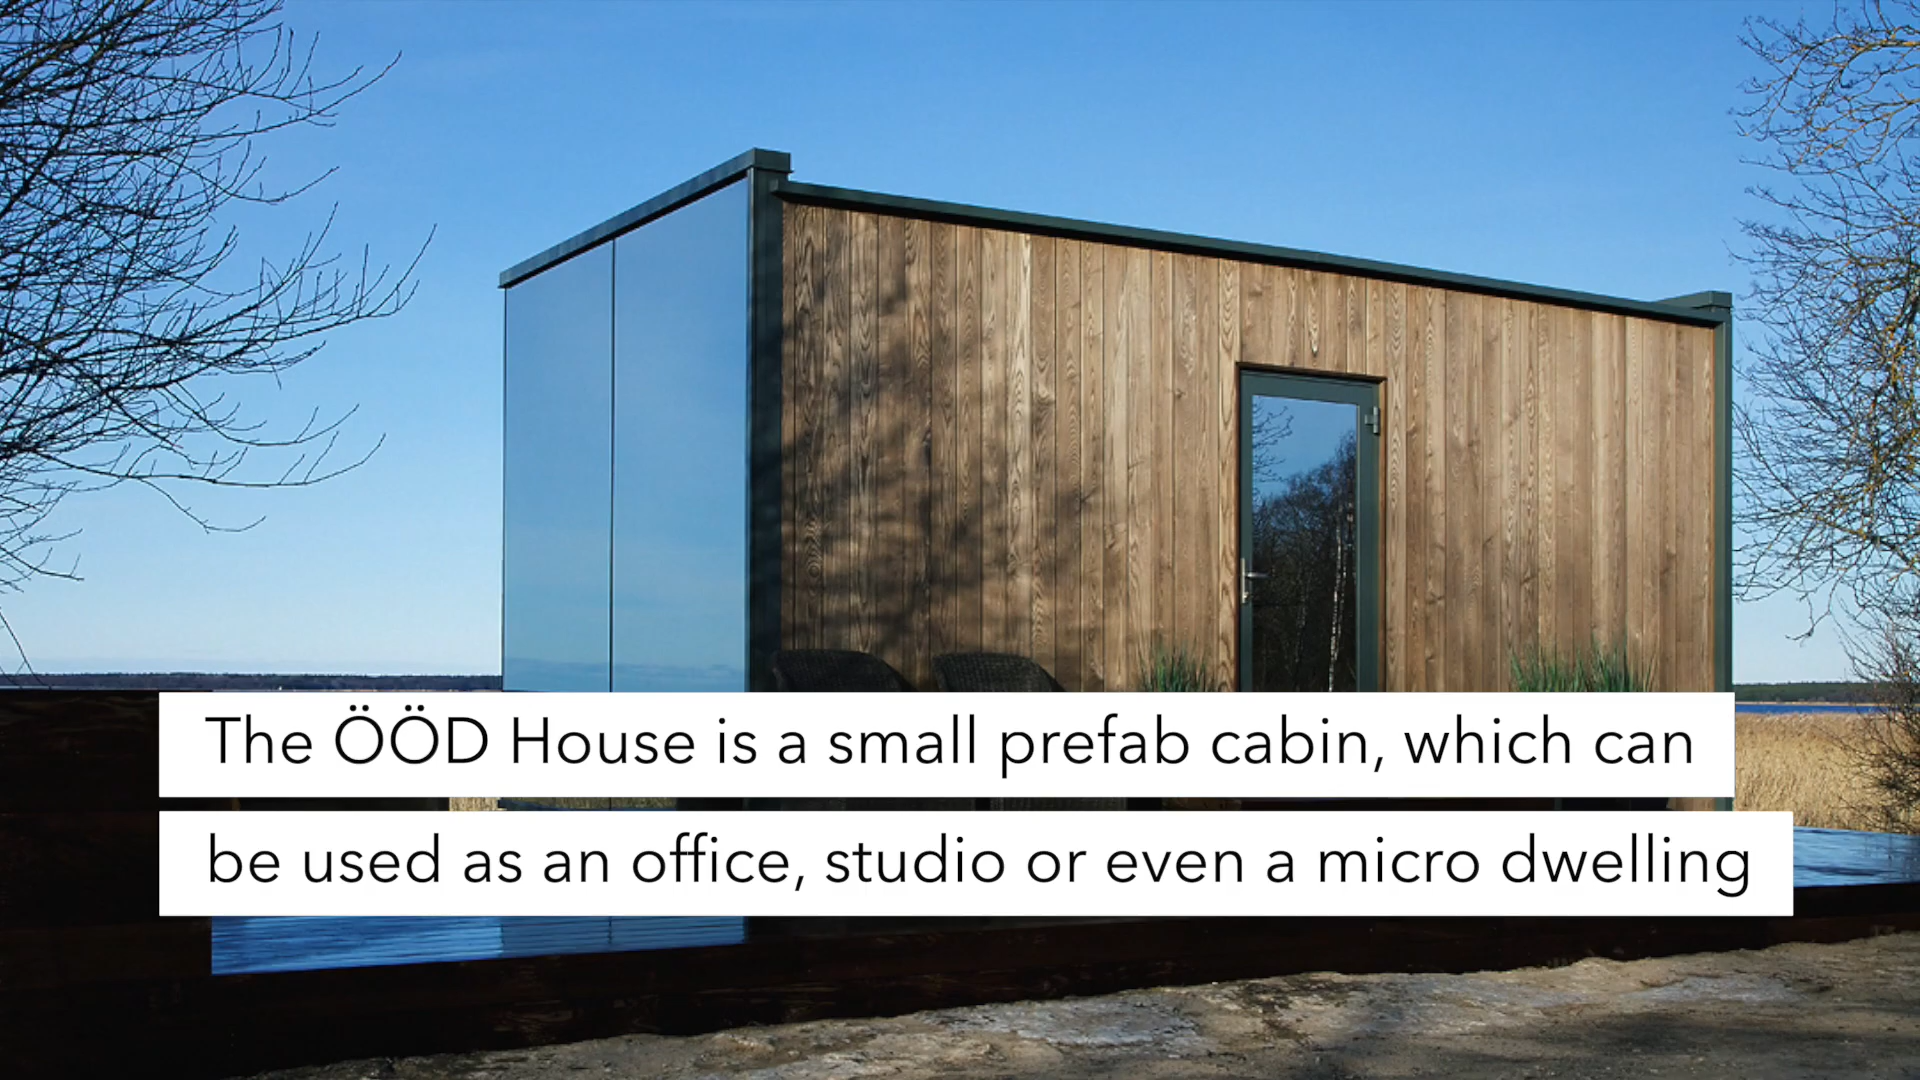 The ÖÖD House is a small prefab cabin, which can
be used as an office, studio or even a micro dwelling